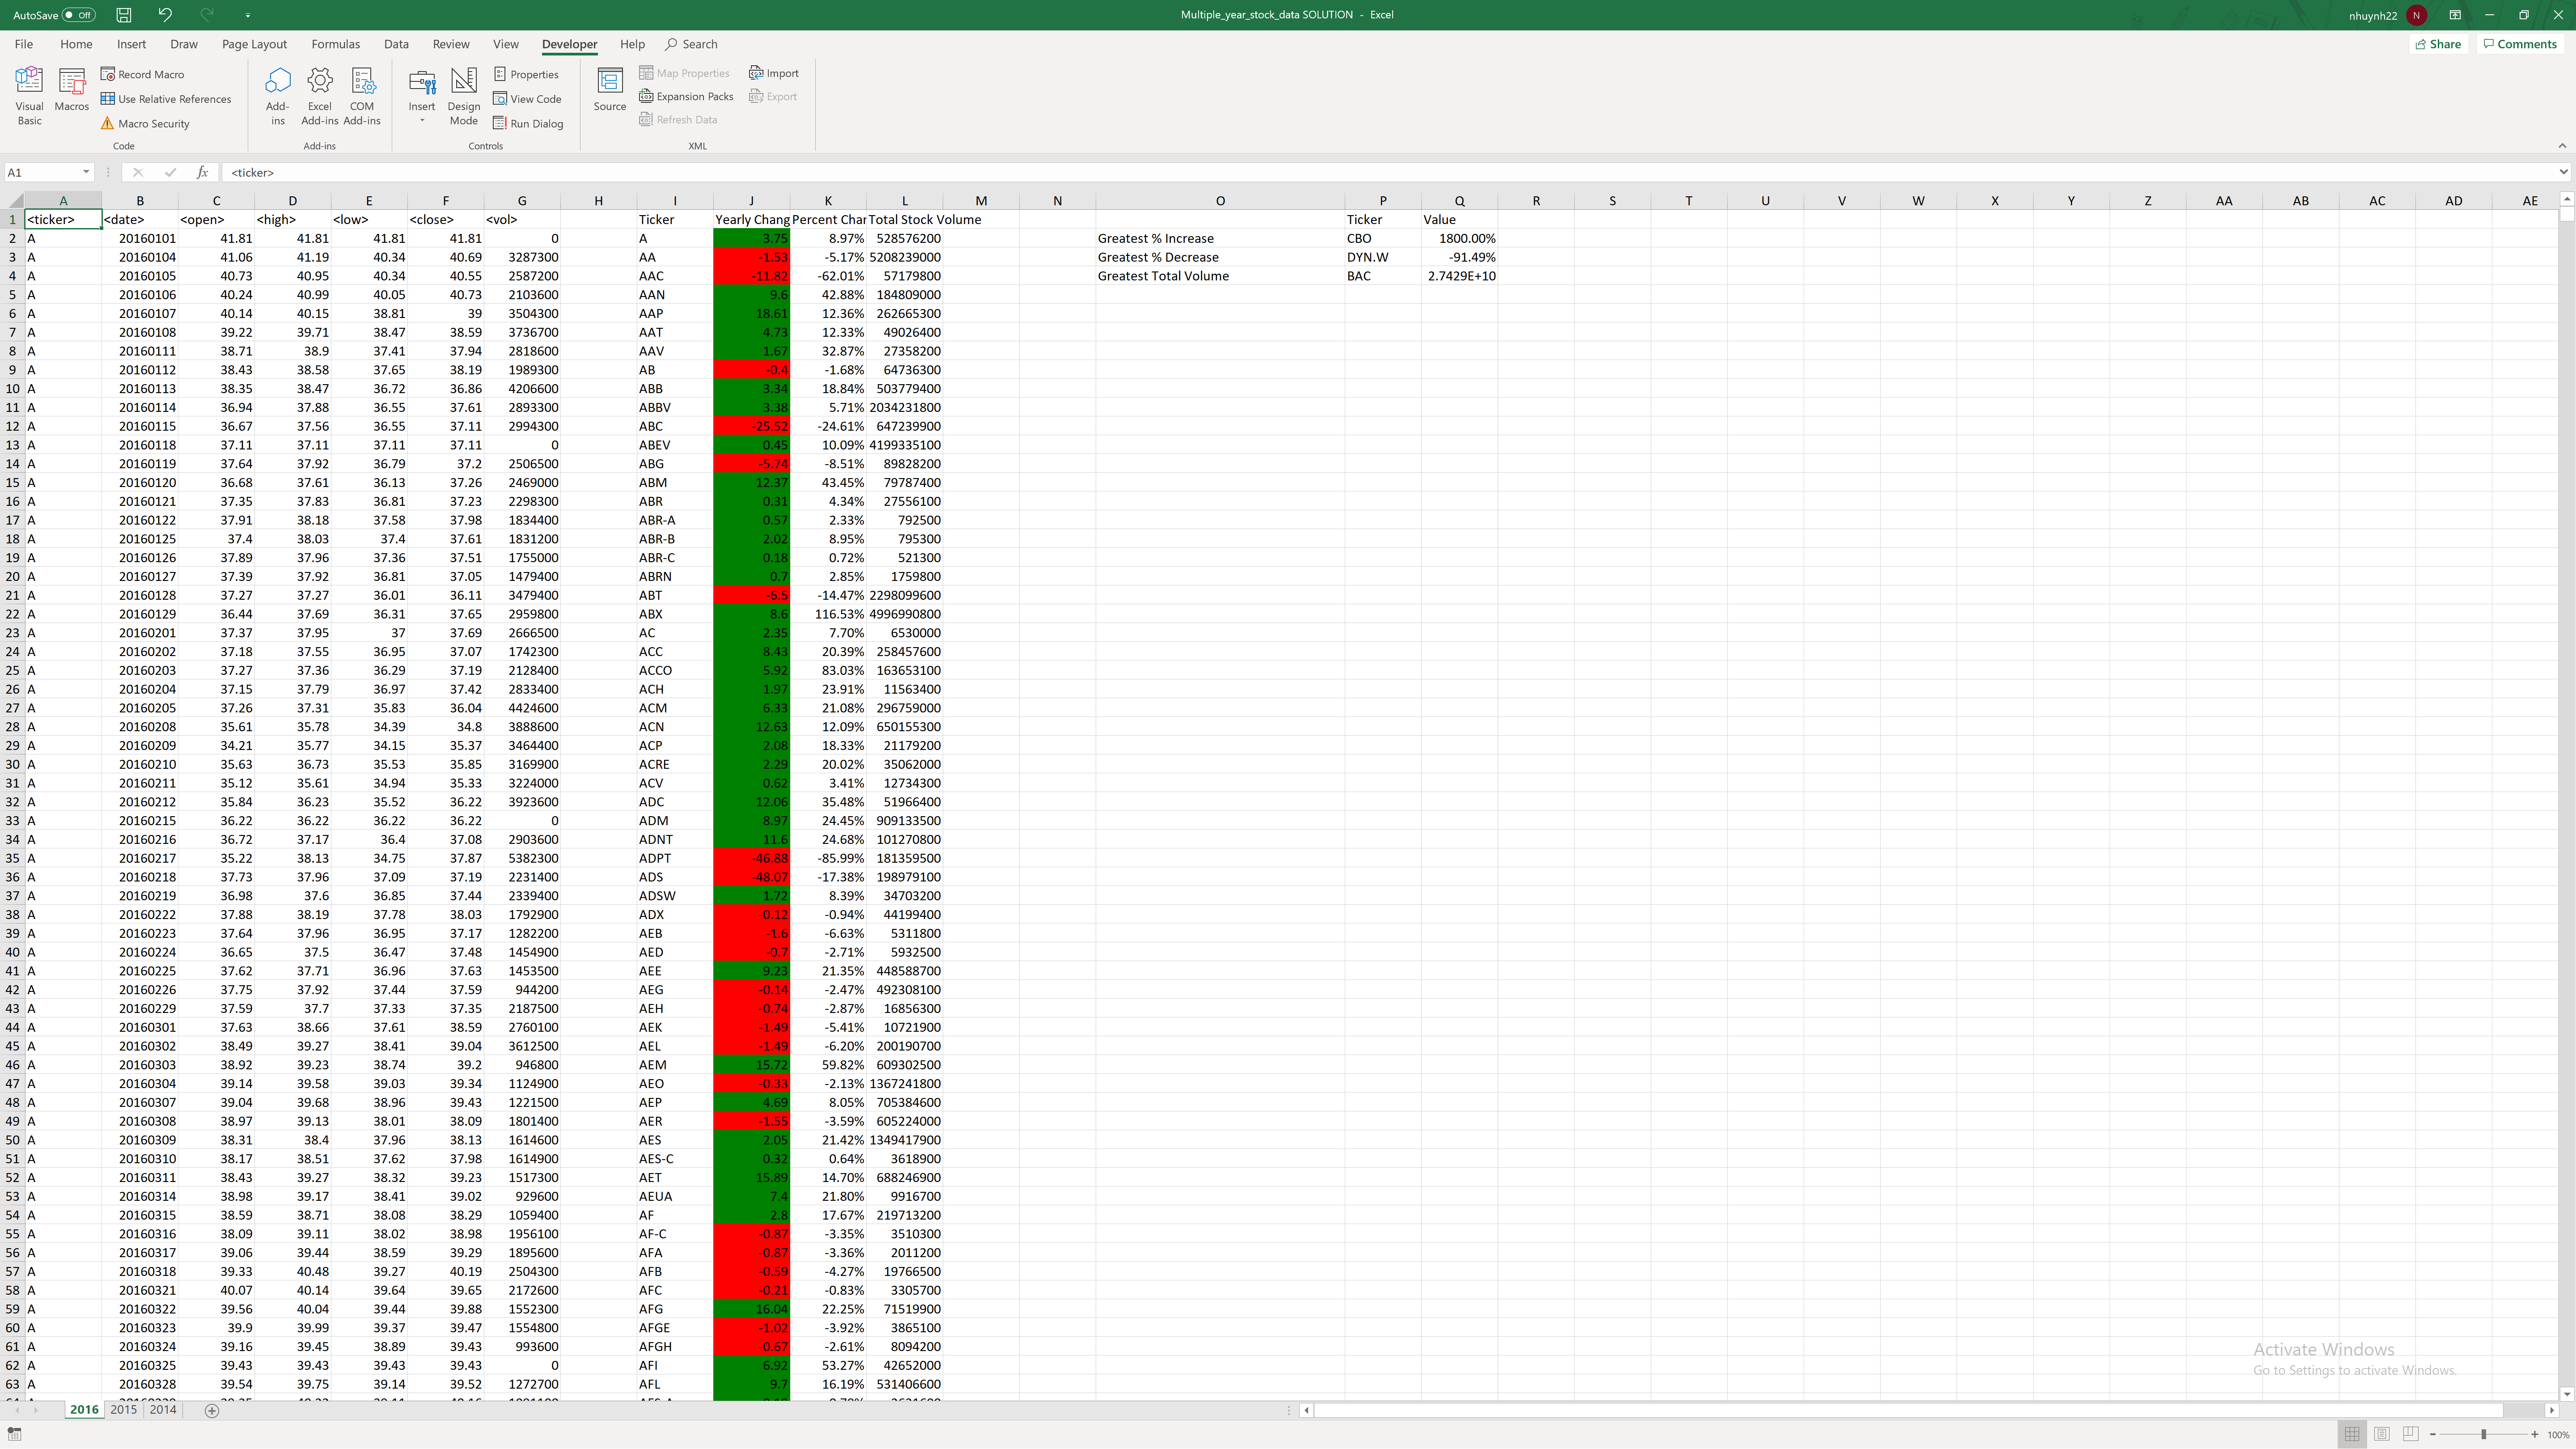 AutoSave Off Multiple_year_stock_data SOLUTION - Excel nhuynh22 N
File Home Insert Draw Page Layout Formulas Data Review View Developer Help Search Share Comments
Visual Basic Macros Record Macro Use Relative References Macro Security Code
Add-ins Excel Add-ins COM Add-ins Add-ins
Insert Design Mode Properties View Code Run Dialog Controls
Source Map Properties Expansion Packs Refresh Data Import Export XML
A1 fx <ticker>
A B C D E F G H I J K L M N O P Q R S T U V W X Y Z AA AB AC AD AE
1 <ticker> <date> <open> <high> <low> <close> <vol> Ticker Yearly Chang Percent Char Total Stock Volume Ticker Value
2 A 20160101 41.81 41.81 41.81 41.81 0 A 3.75 8.97% 528576200 Greatest % Increase CBO 1800.00%
3 A 20160104 41.06 41.19 40.34 40.69 3287300 AA -1.53 -5.17% 5208239000 Greatest % Decrease DYN.W -91.49%
4 A 20160105 40.73 40.95 40.34 40.55 2587200 AAC -11.82 -62.01% 57179800 Greatest Total Volume BAC 2.7429E+10
5 A 20160106 40.24 40.99 40.05 40.73 2103600 AAN 9.6 42.88% 184809000
6 A 20160107 40.14 40.15 38.81 39 3504300 AAP 18.61 12.36% 262665300
7 A 20160108 39.22 39.71 38.47 38.59 3736700 AAT 4.73 12.33% 49026400
8 A 20160111 38.71 38.9 37.41 37.94 2818600 AAV 1.67 32.87% 27358200
9 A 20160112 38.43 38.58 37.65 38.19 1989300 AB -0.4 -1.68% 64736300
10 A 20160113 38.35 38.47 36.72 36.86 4206600 ABB 3.34 18.84% 503779400
11 A 20160114 36.94 37.88 36.55 37.61 2893300 ABBV 3.38 5.71% 2034231800
12 A 20160115 36.67 37.56 36.55 37.11 2994300 ABC -25.52 -24.61% 647239900
13 A 20160118 37.11 37.11 37.11 37.11 0 ABEV 0.45 10.09% 4199335100
14 A 20160119 37.64 37.92 36.79 37.2 2506500 ABG -5.74 -8.51% 89828200
15 A 20160120 36.68 37.61 36.13 37.26 2469000 ABM 12.37 43.45% 79787400
16 A 20160121 37.35 37.83 36.81 37.23 2298300 ABR 0.31 4.34% 27556100
17 A 20160122 37.91 38.18 37.58 37.98 1834400 ABR-A 0.57 2.33% 792500
18 A 20160125 37.4 38.03 37.4 37.61 1831200 ABR-B 2.02 8.95% 795300
19 A 20160126 37.89 37.96 37.36 37.51 1755000 ABR-C 0.18 0.72% 521300
20 A 20160127 37.39 37.92 36.81 37.05 1479400 ABRN 0.7 2.85% 1759800
21 A 20160128 37.27 37.27 36.01 36.11 3479400 ABT -6.5 -14.47% 2298099600
22 A 20160129 36.44 37.69 36.31 37.65 2959800 ABX 8.6 116.53% 4996990800
23 A 20160201 37.37 37.95 37 37.69 2666500 AC 2.35 7.70% 6530000
24 A 20160202 37.18 37.55 36.95 37.07 1742300 ACC 8.43 20.39% 258457600
25 A 20160203 37.27 37.36 36.29 37.19 2128400 ACCO 5.92 83.03% 163653100
26 A 20160204 37.15 37.79 36.97 37.42 2833400 ACH 1.97 23.91% 11563400
27 A 20160205 37.26 37.31 35.83 36.04 4424600 ACM 6.33 21.08% 296759000
28 A 20160208 35.61 35.78 34.39 34.8 3888600 ACN 12.63 12.09% 650155300
29 A 20160209 34.21 35.77 34.15 35.37 3464400 ACP 2.08 18.33% 21179200
30 A 20160210 35.63 36.73 35.53 35.85 3169900 ACRE 2.29 20.02% 35062000
31 A 20160211 35.12 35.61 34.94 35.33 3224000 ACV 0.62 3.41% 12734300
32 A 20160212 35.84 36.23 35.52 36.22 3923600 ADC 12.06 35.48% 51966400
33 A 20160215 36.22 36.22 36.22 36.22 0 ADM 8.97 24.45% 909133500
34 A 20160216 36.72 37.17 36.4 37.08 2903600 ADNT 11.6 24.68% 101270800
35 A 20160217 35.22 38.13 34.75 37.87 5382300 ADPT -46.88 -85.99% 181359500
36 A 20160218 37.73 37.96 37.09 37.19 2231400 ADS -48.07 -17.38% 198979100
37 A 20160219 36.98 37.6 36.85 37.44 2339400 ADSW 1.72 8.39% 34703200
38 A 20160222 37.88 38.19 37.78 38.03 1792900 ADX -0.12 -0.94% 44199400
39 A 20160223 37.64 37.96 36.95 37.17 1282200 AEB -1.6 -6.63% 5311800
40 A 20160224 36.65 37.5 36.47 37.48 1454900 AED -0.7 -2.71% 5932500
41 A 20160225 37.62 37.71 36.96 37.63 1453500 AEE 9.23 21.35% 448588700
42 A 20160226 37.75 37.92 37.44 37.59 944200 AEG -0.14 -2.47% 492308100
43 A 20160229 37.59 37.7 37.33 37.35 2187500 AEH -0.74 -2.87% 16856300
44 A 20160301 37.63 38.66 37.61 38.59 2760100 AEK -1.49 -5.41% 10721900
45 A 20160302 38.49 39.27 38.41 39.04 3612500 AEL -1.49 -6.20% 200190700
46 A 20160303 38.92 39.23 38.74 39.2 946800 AEM 15.72 59.82% 609302500
47 A 20160304 39.14 39.58 39.03 39.34 1124900 AEO -0.33 -2.13% 1367241800
48 A 20160307 39.04 39.68 38.96 39.43 1221500 AEP 4.69 8.05% 705384600
49 A 20160308 38.97 39.13 38.01 38.09 1801400 AER -1.55 -3.59% 605224000
50 A 20160309 38.31 38.4 37.96 38.13 1614600 AES 2.05 21.42% 1349417900
51 A 20160310 38.17 38.51 37.62 37.98 1614900 AES-C 0.32 0.64% 3618900
52 A 20160311 38.43 39.27 38.32 39.23 1517300 AET 15.89 14.70% 688246900
53 A 20160314 38.98 39.17 38.41 39.02 929600 AEUA 7.4 21.80% 9916700
54 A 20160315 38.59 38.71 38.08 38.29 1059400 AF 2.8 17.67% 219713200
55 A 20160316 38.09 39.11 38.02 38.98 1956100 AF-C -0.87 -3.35% 3510300
56 A 20160317 39.06 39.44 38.59 39.29 1895600 AFA -0.87 -3.36% 2011200
57 A 20160318 39.33 40.48 39.27 40.19 2504300 AFB -0.59 -4.27% 19766500
58 A 20160321 40.07 40.14 39.64 39.65 2172600 AFC -0.21 -0.83% 3305700
59 A 20160322 39.56 40.04 39.44 39.88 1552300 AFG 16.04 22.25% 71519900
60 A 20160323 39.9 39.99 39.37 39.47 1554800 AFGE -1.02 -3.92% 3865100
61 A 20160324 39.16 39.45 38.89 39.43 993600 AFGH -0.67 -2.61% 8094200
62 A 20160325 39.43 39.43 39.43 39.43 0 AFI 6.92 53.27% 42652000
63 A 20160328 39.54 39.75 39.14 39.52 1272700 AFL 9.7 16.19% 531406600
Activate Windows
Go to Settings to activate Windows.
2016 2015 2014
100%